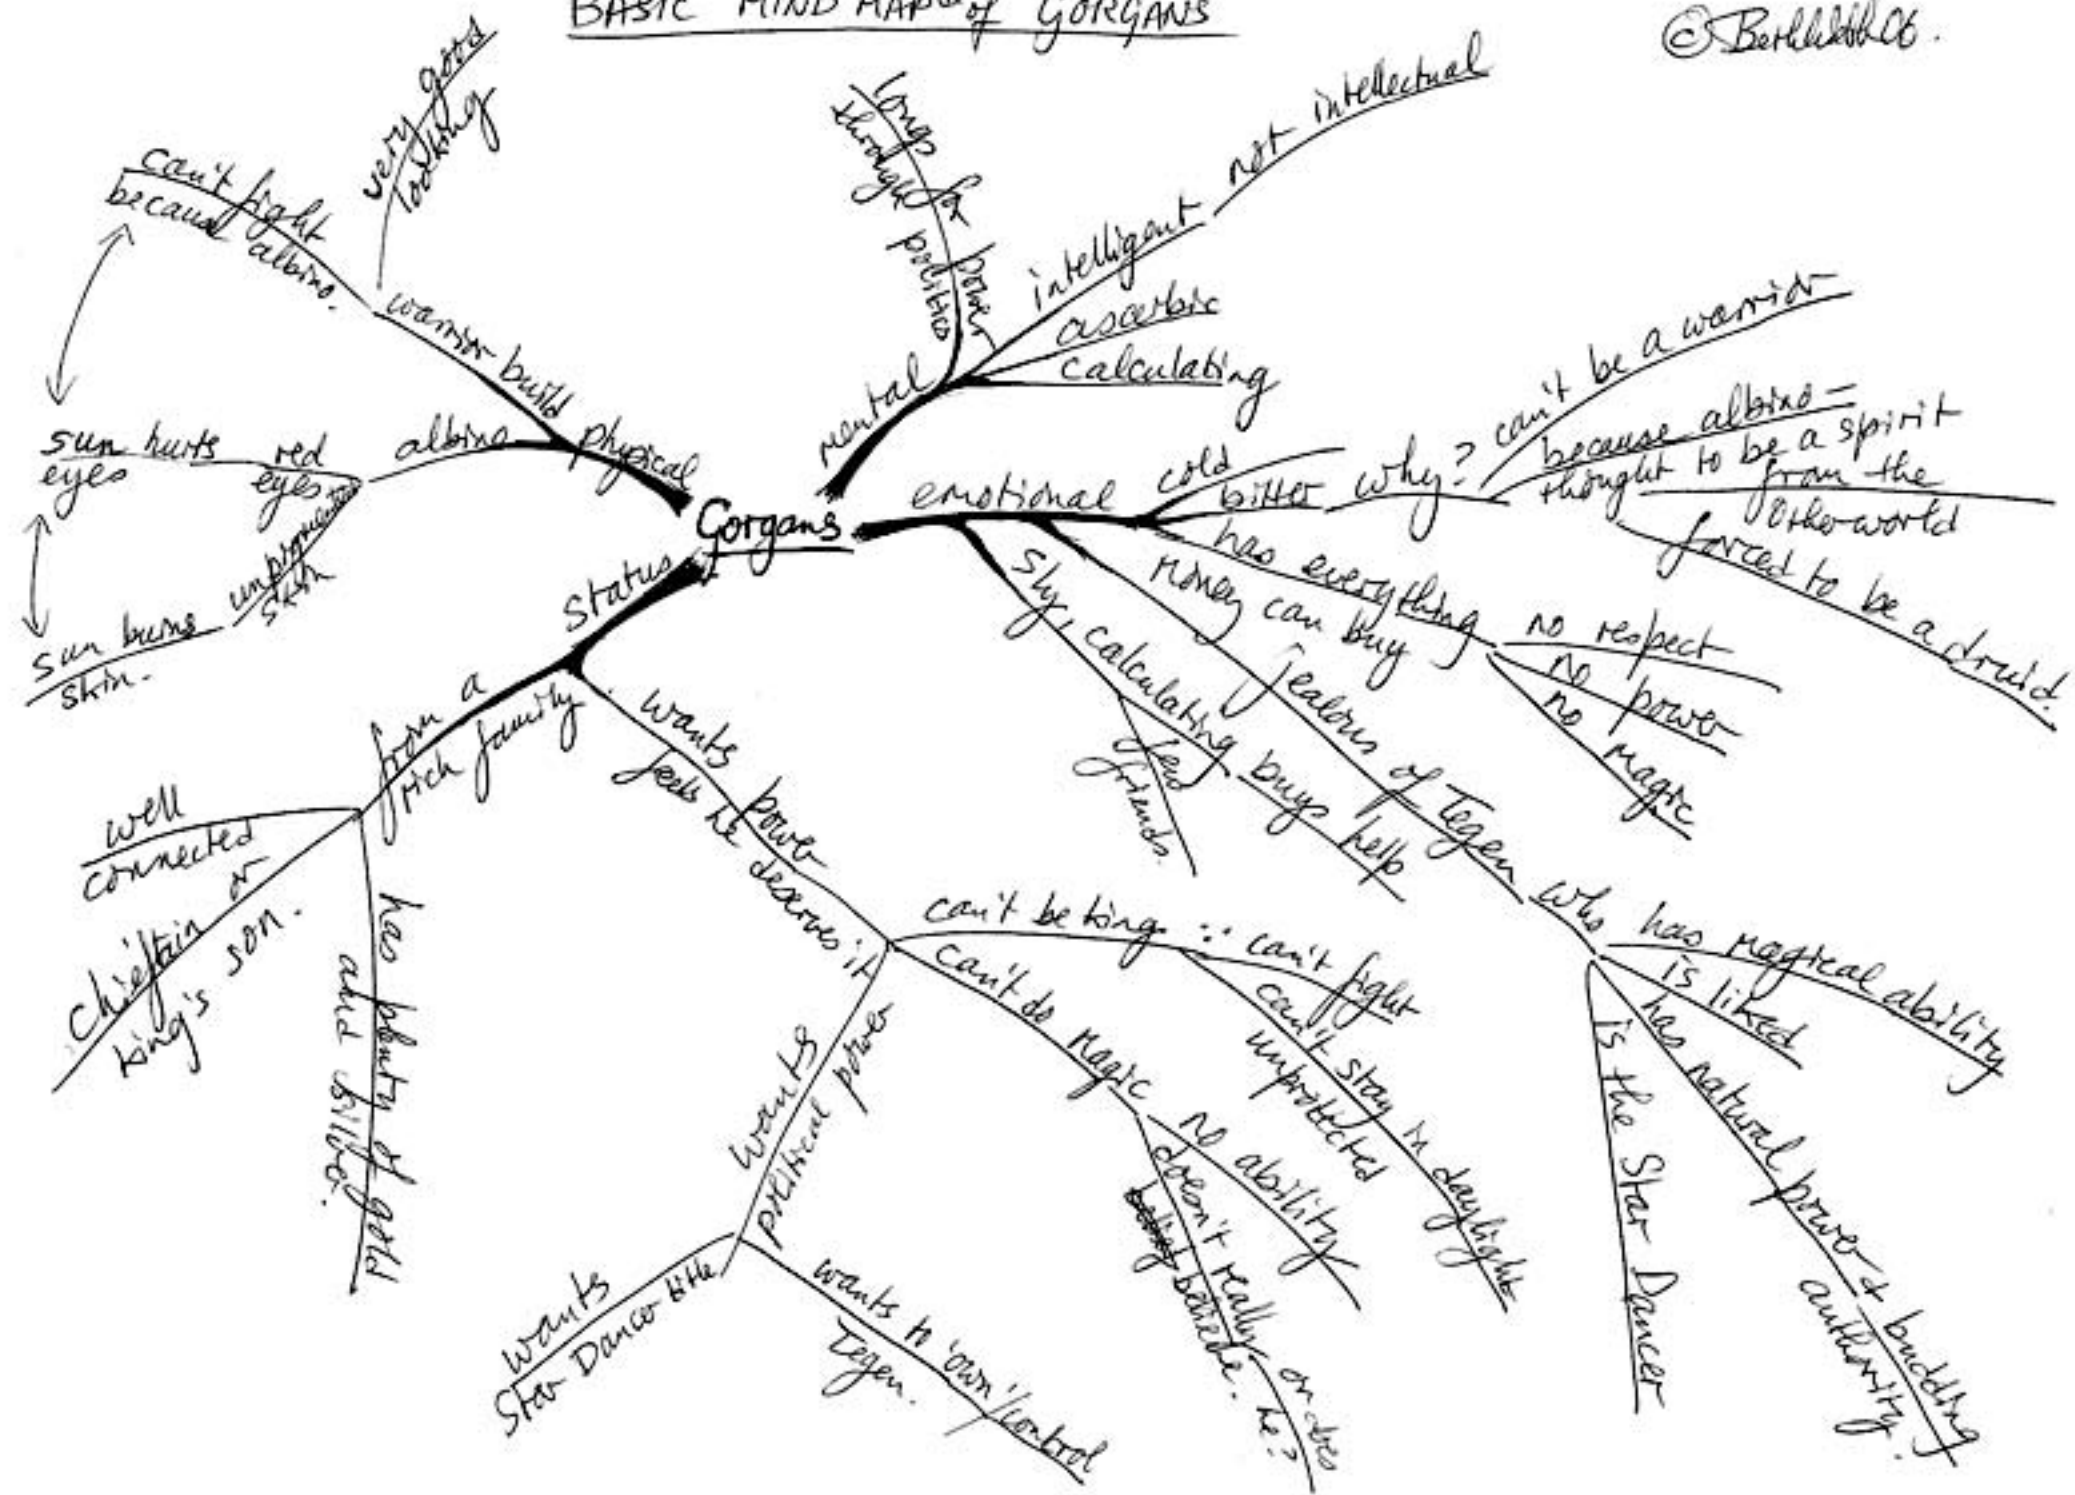 BASIC MIND MAP of GORGANS
©
very good
looking
can't fight
because albino.
warrior build
physical
albino
red
eyes
sun hurts
eyes
skin
sun burns
skin.
Gorgans
mental
longs for power
through politics
intelligent
not intellectual
ascerbic
calculating
emotional
cold
bitter
why?
can't be a warrior
because albino –
thought to be a spirit
from the
otherworld
forced to be a druid.
has everything
money can buy
no respect
no power
no magic
jealous of Tegen
who
has magical ability
is liked
has natural power + budding
authority.
is the Star Dancer
sly, calculating
few
friends.
buys help
status
from a
rich family
well
connected
chieftain or
king's son.
has plenty of gold
and silver.
wants power
feels he deserves it
can't be king
∵ can't fight
can't stay in daylight
unprotected
can't do magic
no ability
doesn't really
believe.
or does
he?
wants
political power
wants
Star Dancer title
wants to 'own'/control
Tegen.